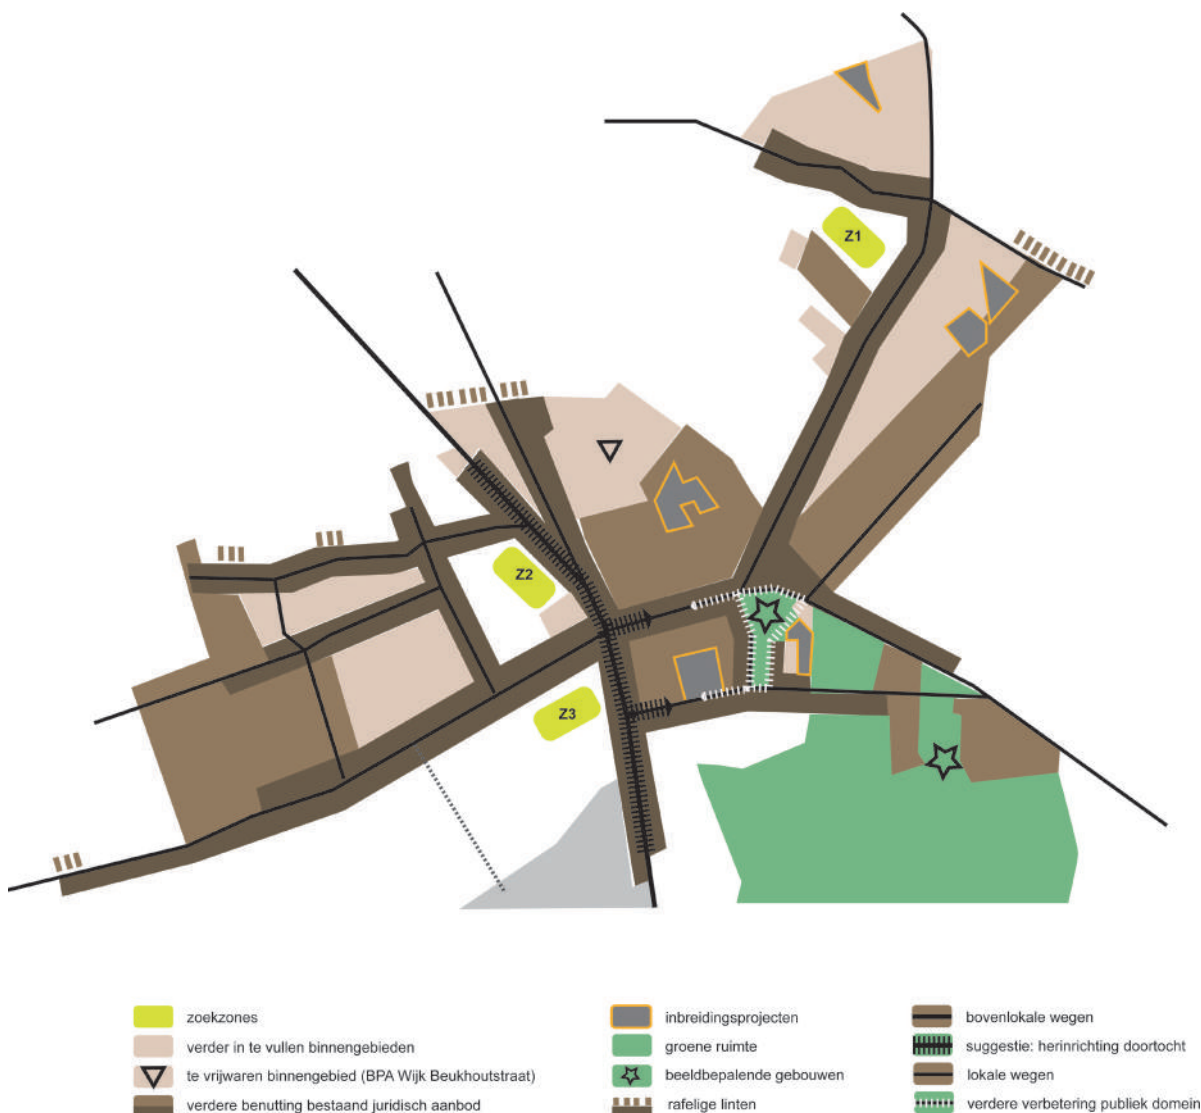 Z1
Z2
Z3
zoekzones
verder in te vullen binnengebieden
te vrijwaren binnengebied (BPA Wijk Beukhoutstraat)
verdere benutting bestaand juridisch aanbod
inbreidingsprojecten
groene ruimte
beeldbepalende gebouwen
rafelige linten
bovenlokale wegen
suggestie: herinrichting doortocht
lokale wegen
verdere verbetering publiek domein